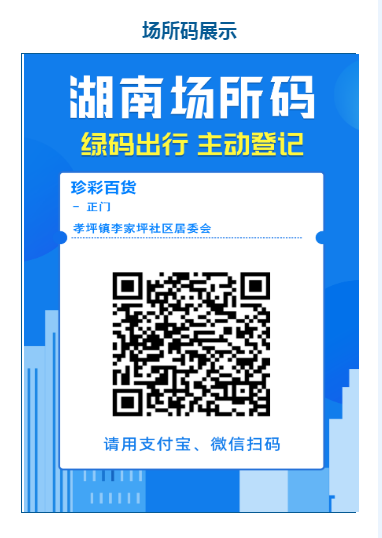 场所码展示
湖南场所码
绿码出行 主动登记
珍彩百货
- 正门
孝坪镇李家坪社区居委会
请用支付宝、微信扫码